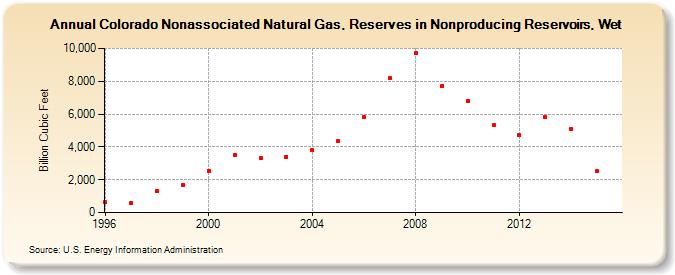 Annual Colorado Nonassociated Natural Gas, Reserves in Nonproducing Reservoirs, Wet
Billion Cubic Feet
10,000
8,000
6,000
4,000
2,000
0
1996 2000 2004 2008 2012
Source: U.S. Energy Information Administration